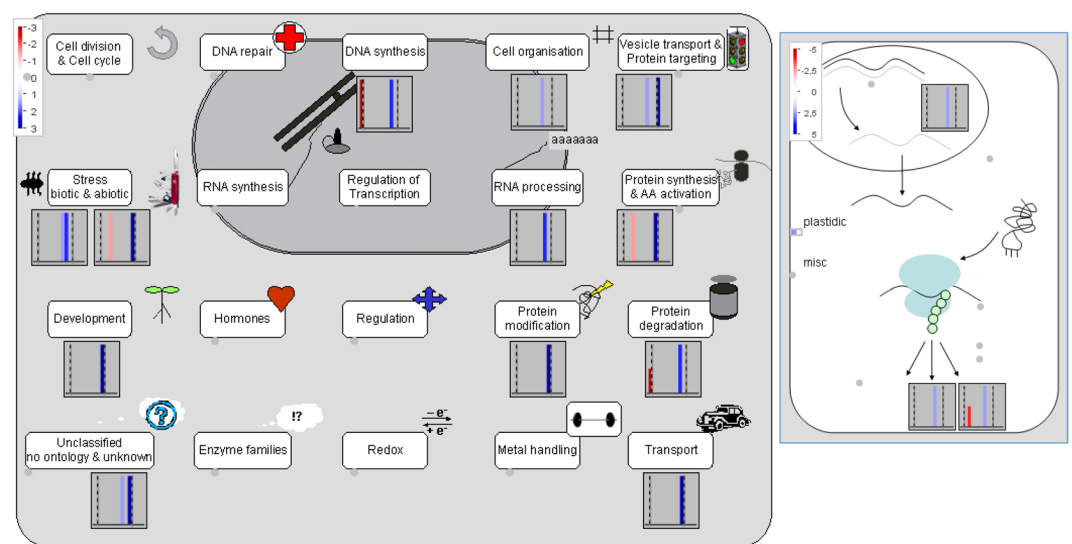 -3
-2
-1
0
1
2
3
Cell division
& Cell cycle
DNA repair
DNA synthesis
Cell organisation
Vesicle transport &
Protein targeting
aaaaaaa
Stress
biotic & abiotic
RNA synthesis
Regulation of
Transcription
RNA processing
Protein synthesis
& AA activation
Development
Hormones
Regulation
Protein
modification
Protein
degradation
!?
– e-
+ e-
?
Unclassified
no ontology & unknown
Enzyme families
Redox
Metal handling
Transport
-5
-2.5
0
2.5
5
plastidic
misc